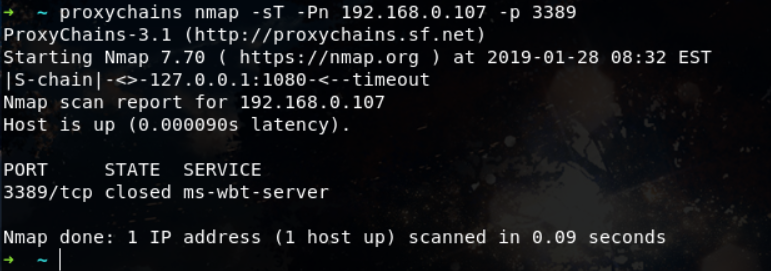 → ~ proxychains nmap -sT -Pn 192.168.0.107 -p 3389
ProxyChains-3.1 (http://proxychains.sf.net)
Starting Nmap 7.70 ( https://nmap.org ) at 2019-01-28 08:32 EST
|S-chain|-<>-127.0.0.1:1080-<--timeout
Nmap scan report for 192.168.0.107
Host is up (0.000090s latency).

PORT     STATE  SERVICE
3389/tcp closed ms-wbt-server

Nmap done: 1 IP address (1 host up) scanned in 0.09 seconds
→ ~